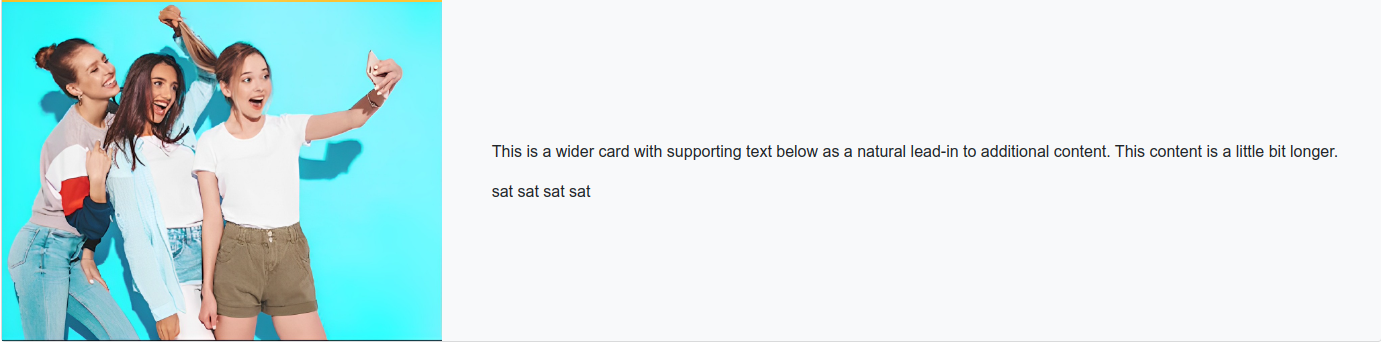 This is a wider card with supporting text below as a natural lead-in to additional content. This content is a little bit longer.
sat sat sat sat